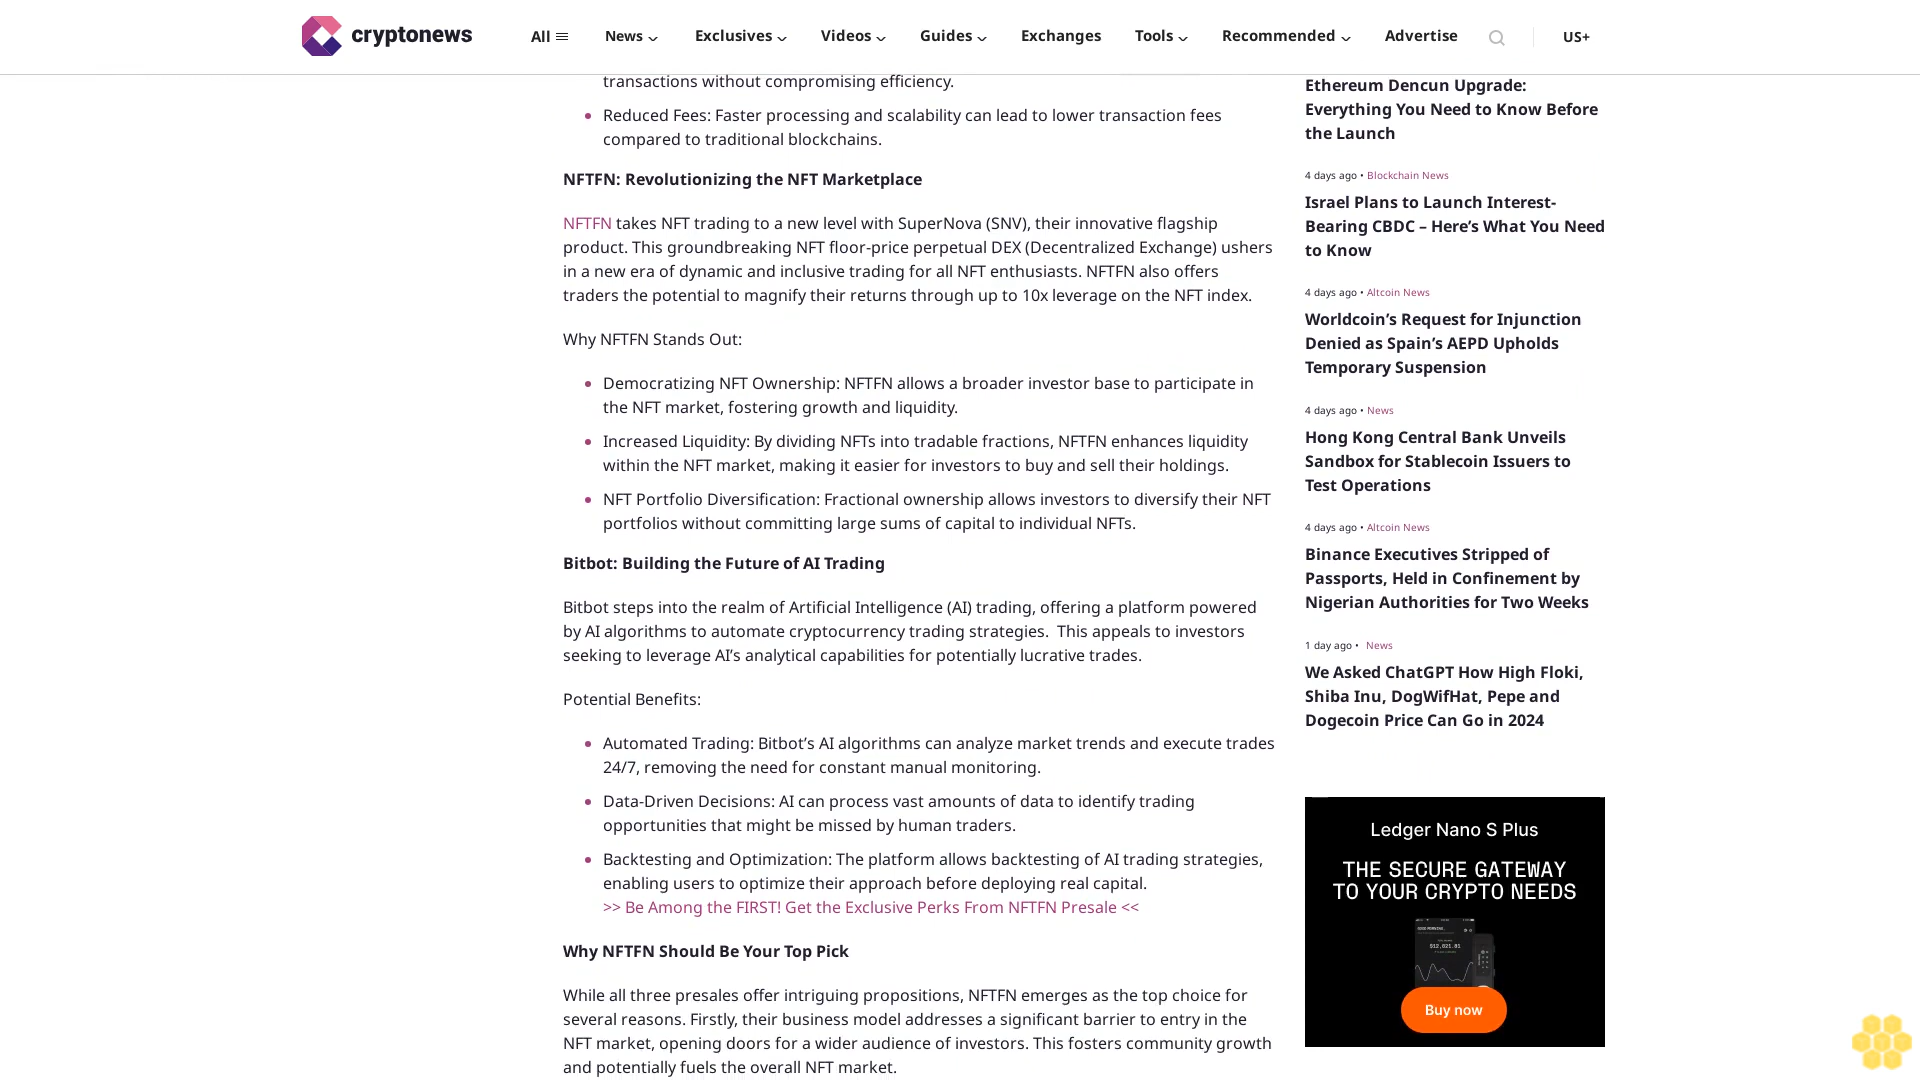 cryptonews
All
News
Exclusives
Videos
Guides
Exchanges
Tools
Recommended
Advertise
US+
transactions without compromising efficiency.
Reduced Fees: Faster processing and scalability can lead to lower transaction fees
compared to traditional blockchains.
NFTFN: Revolutionizing the NFT Marketplace
NFTFN takes NFT trading to a new level with SuperNova (SNV), their innovative flagship
product. This groundbreaking NFT floor-price perpetual DEX (Decentralized Exchange) ushers
in a new era of dynamic and inclusive trading for all NFT enthusiasts. NFTFN also offers
traders the potential to magnify their returns through up to 10x leverage on the NFT index.
Why NFTFN Stands Out:
Democratizing NFT Ownership: NFTFN allows a broader investor base to participate in
the NFT market, fostering growth and liquidity.
Increased Liquidity: By dividing NFTs into tradable fractions, NFTFN enhances liquidity
within the NFT market, making it easier for investors to buy and sell their holdings.
NFT Portfolio Diversification: Fractional ownership allows investors to diversify their NFT
portfolios without committing large sums of capital to individual NFTs.
Bitbot: Building the Future of AI Trading
Bitbot steps into the realm of Artificial Intelligence (AI) trading, offering a platform powered
by AI algorithms to automate cryptocurrency trading strategies.  This appeals to investors
seeking to leverage AI’s analytical capabilities for potentially lucrative trades.
Potential Benefits:
Automated Trading: Bitbot’s AI algorithms can analyze market trends and execute trades
24/7, removing the need for constant manual monitoring.
Data-Driven Decisions: AI can process vast amounts of data to identify trading
opportunities that might be missed by human traders.
Backtesting and Optimization: The platform allows backtesting of AI trading strategies,
enabling users to optimize their approach before deploying real capital.
>> Be Among the FIRST! Get the Exclusive Perks From NFTFN Presale <<
Why NFTFN Should Be Your Top Pick
While all three presales offer intriguing propositions, NFTFN emerges as the top choice for
several reasons. Firstly, their business model addresses a significant barrier to entry in the
NFT market, opening doors for a wider audience of investors. This fosters community growth
and potentially fuels the overall NFT market.
Ethereum Dencun Upgrade:
Everything You Need to Know Before
the Launch
4 days ago • Blockchain News
Israel Plans to Launch Interest-
Bearing CBDC – Here’s What You Need
to Know
4 days ago • Altcoin News
Worldcoin’s Request for Injunction
Denied as Spain’s AEPD Upholds
Temporary Suspension
4 days ago • News
Hong Kong Central Bank Unveils
Sandbox for Stablecoin Issuers to
Test Operations
4 days ago • Altcoin News
Binance Executives Stripped of
Passports, Held in Confinement by
Nigerian Authorities for Two Weeks
1 day ago • News
We Asked ChatGPT How High Floki,
Shiba Inu, DogWifHat, Pepe and
Dogecoin Price Can Go in 2024
Ledger Nano S Plus
THE SECURE GATEWAY
TO YOUR CRYPTO NEEDS
$12,021.01
Buy now